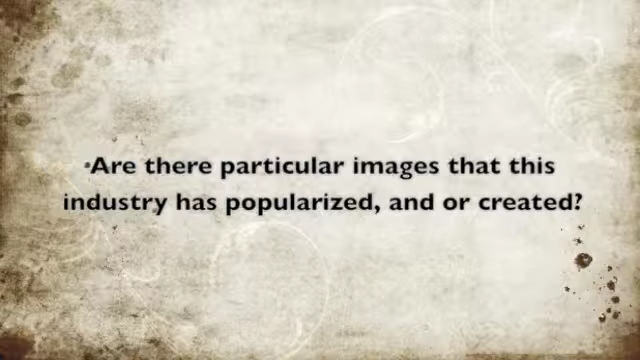 •Are there particular images that this
industry has popularized, and or created?